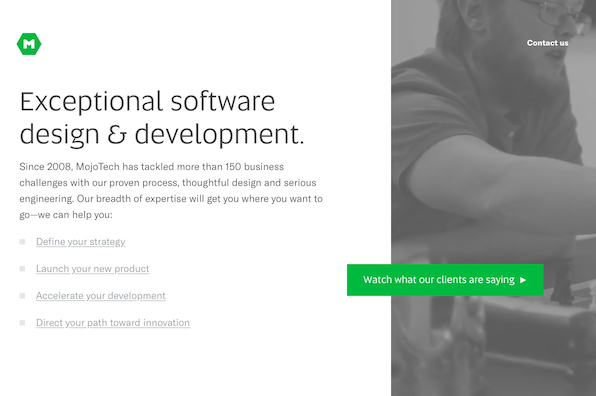 M
Contact us
Exceptional software
design & development.
Since 2008, MojoTech has tackled more than 150 business
challenges with our proven process, thoughtful design and serious
engineering. Our breadth of expertise will get you where you want to
go—we can help you:
Define your strategy
Launch your new product
Accelerate your development
Direct your path toward innovation
Watch what our clients are saying ►